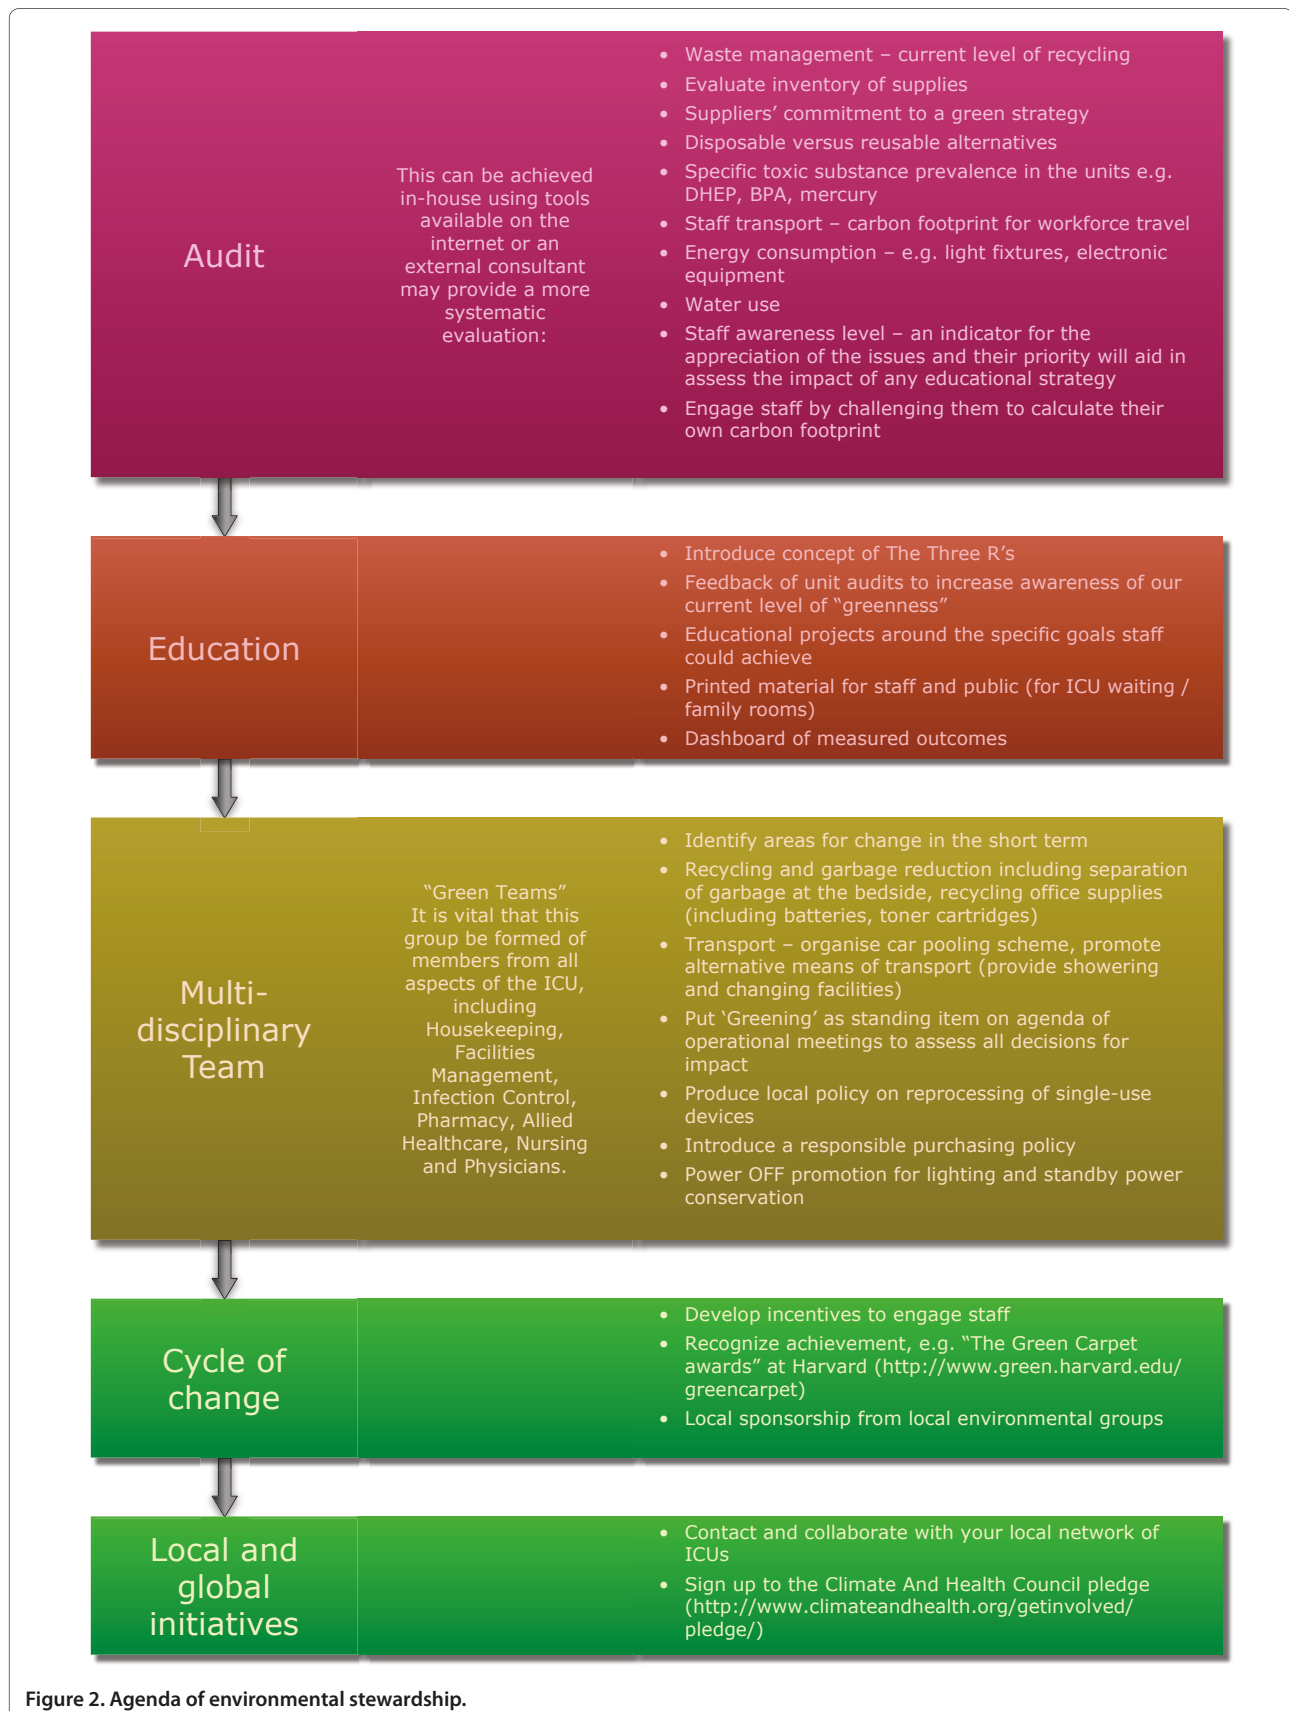 Audit
This can be achieved
in-house using tools
available on the
internet or an
external consultant
may provide a more
systematic
evaluation:
• Waste management – current level of recycling
• Evaluate inventory of supplies
• Suppliers’ commitment to a green strategy
• Disposable versus reusable alternatives
• Specific toxic substance prevalence in the units e.g.
DHEP, BPA, mercury
• Staff transport – carbon footprint for workforce travel
• Energy consumption – e.g. light fixtures, electronic
equipment
• Water use
• Staff awareness level – an indicator for the
appreciation of the issues and their priority will aid in
assess the impact of any educational strategy
• Engage staff by challenging them to calculate their
own carbon footprint
Education
• Introduce concept of The Three R’s
• Feedback of unit audits to increase awareness of our
current level of “greenness”
• Educational projects around the specific goals staff
could achieve
• Printed material for staff and public (for ICU waiting /
family rooms)
• Dashboard of measured outcomes
Multi-
disciplinary
Team
“Green Teams”
It is vital that this
group be formed of
members from all
aspects of the ICU,
including
Housekeeping,
Facilities
Management,
Infection Control,
Pharmacy, Allied
Healthcare, Nursing
and Physicians.
• Identify areas for change in the short term
• Recycling and garbage reduction including separation
of garbage at the bedside, recycling office supplies
(including batteries, toner cartridges)
• Transport – organise car pooling scheme, promote
alternative means of transport (provide showering
and changing facilities)
• Put ‘Greening’ as standing item on agenda of
operational meetings to assess all decisions for
impact
• Produce local policy on reprocessing of single-use
devices
• Introduce a responsible purchasing policy
• Power OFF promotion for lighting and standby power
conservation
Cycle of
change
• Develop incentives to engage staff
• Recognize achievement, e.g. “The Green Carpet
awards” at Harvard (http://www.green.harvard.edu/
greencarpet)
• Local sponsorship from local environmental groups
Local and
global
initiatives
• Contact and collaborate with your local network of
ICUs
• Sign up to the Climate And Health Council pledge
(http://www.climateandhealth.org/getinvolved/
pledge/)
Figure 2. Agenda of environmental stewardship.